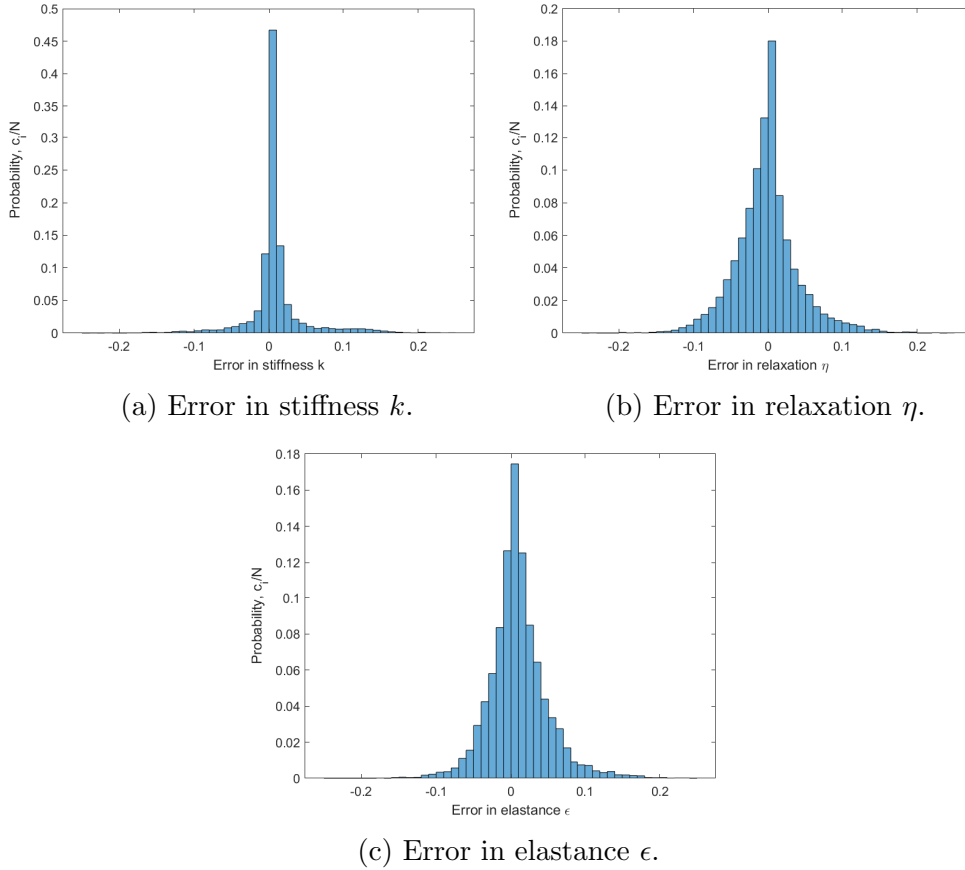 0.5
0.45
0.4
0.35
0.3
0.25
0.2
0.15
0.1
0.05
0
Probability, c_i/N
-0.2 -0.1 0 0.1 0.2
Error in stiffness k
(a) Error in stiffness k.
0.2
0.18
0.16
0.14
0.12
0.1
0.08
0.06
0.04
0.02
0
Probability, c_i/N
-0.2 -0.1 0 0.1 0.2
Error in relaxation η
(b) Error in relaxation η.
0.18
0.16
0.14
0.12
0.1
0.08
0.06
0.04
0.02
0
Probability, c_i/N
-0.2 -0.1 0 0.1 0.2
Error in elastance ϵ
(c) Error in elastance ϵ.